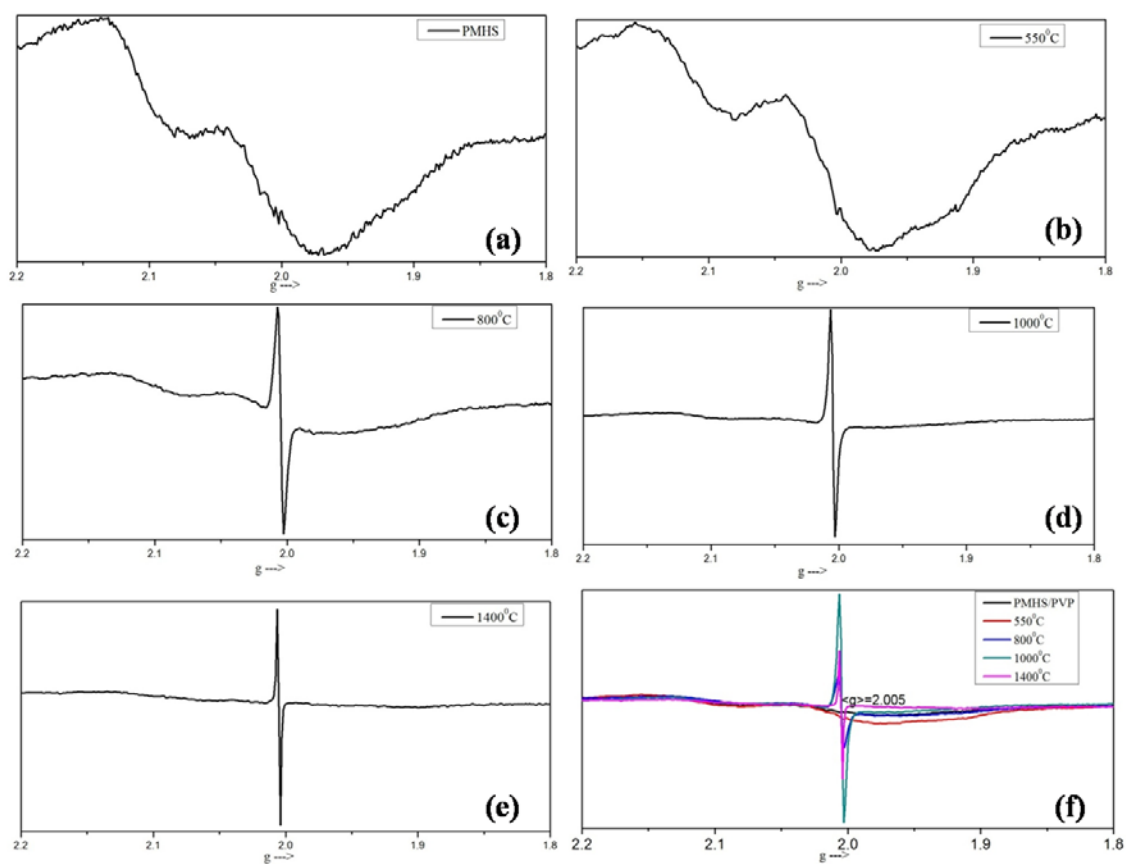 PMHS
(a)
2.2 2.1 2.0 1.9 1.8
g --->
550⁰C
(b)
2.2 2.1 2.0 1.9 1.8
g --->
800⁰C
(c)
2.2 2.1 2.0 1.9 1.8
g --->
1000⁰C
(d)
2.2 2.1 2.0 1.9 1.8
g --->
1400⁰C
(e)
2.2 2.1 2.0 1.9 1.8
g --->
PMHS/PVP
550⁰C
800⁰C
1000⁰C
1400⁰C
<g>=2.005
(f)
2.2 2.1 2.0 1.9 1.8
g --->